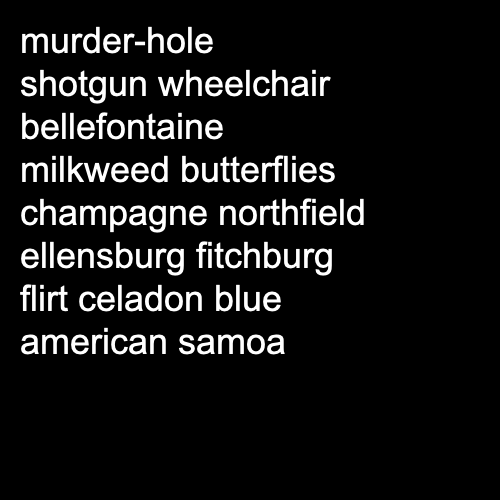 murder-hole
shotgun wheelchair
bellefontaine
milkweed butterflies
champagne northfield
ellensburg fitchburg
flirt celadon blue
american samoa